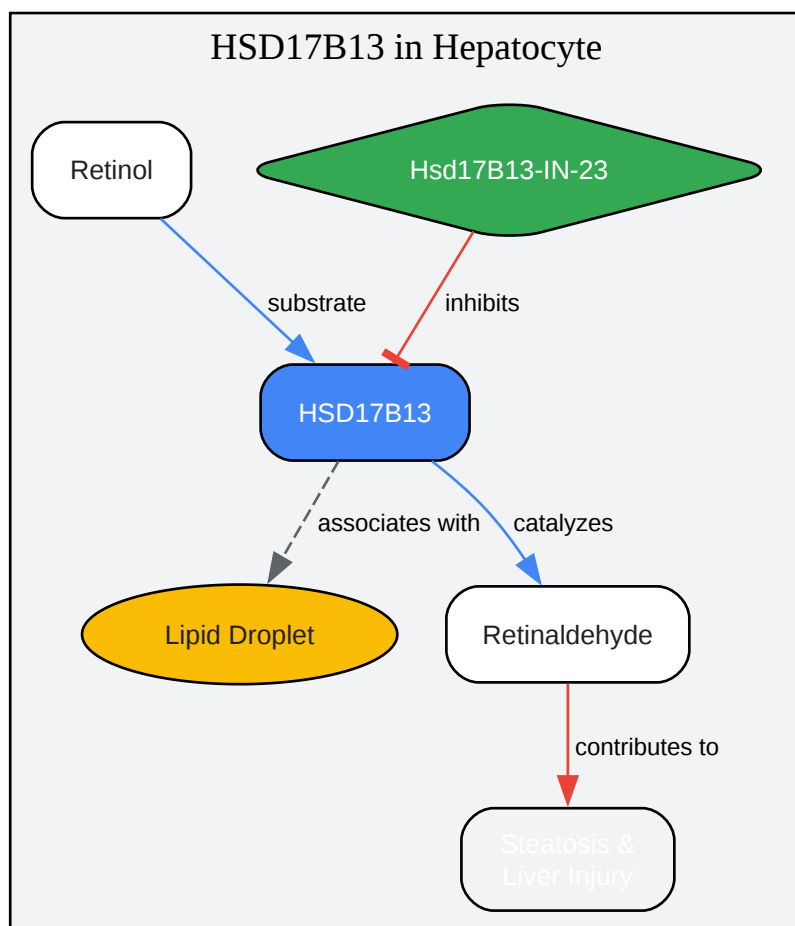 HSD17B13 in Hepatocyte
Retinol
Hsd17B13-IN-23
substrate
inhibits
HSD17B13
associates with
catalyzes
Lipid Droplet
Retinaldehyde
contributes to
Steatosis &
Liver Injury